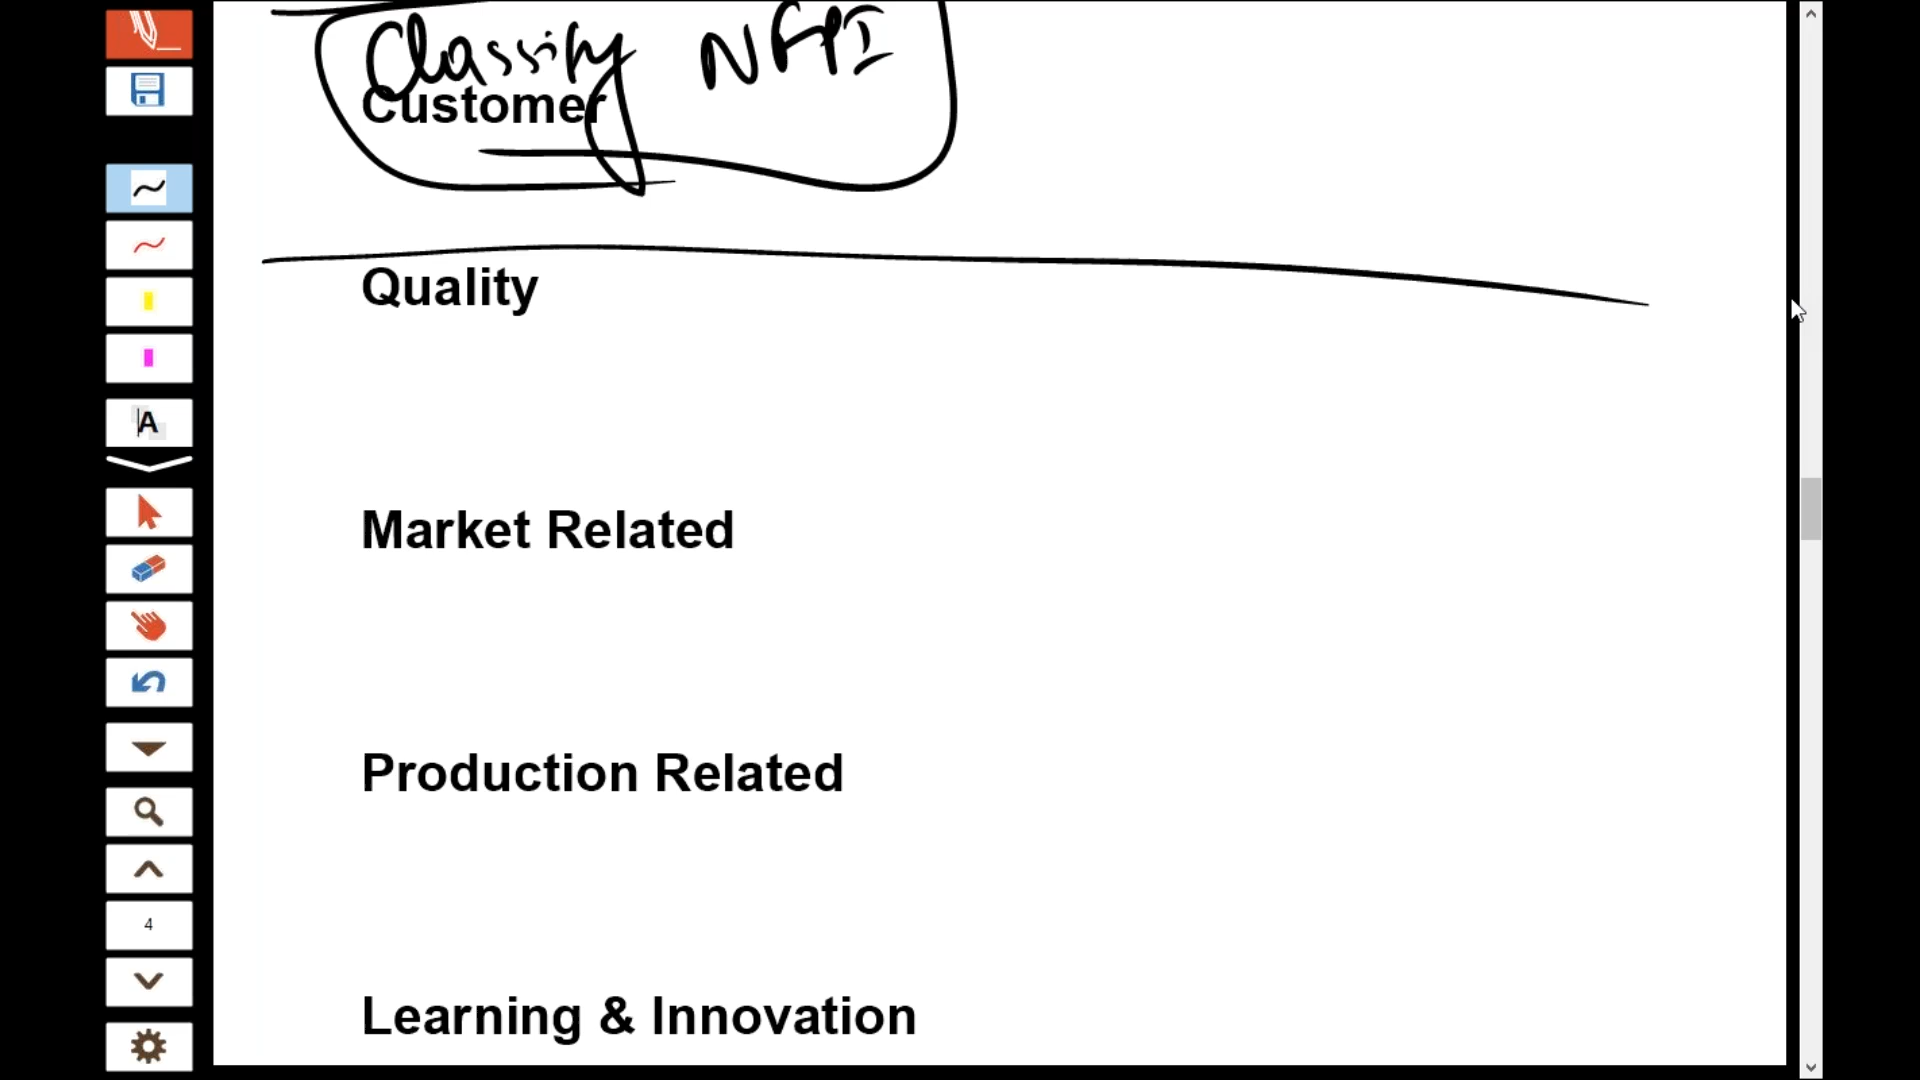 Classify NFPI
Customer
Quality
A
Market Related
Production Related
4
Learning & Innovation